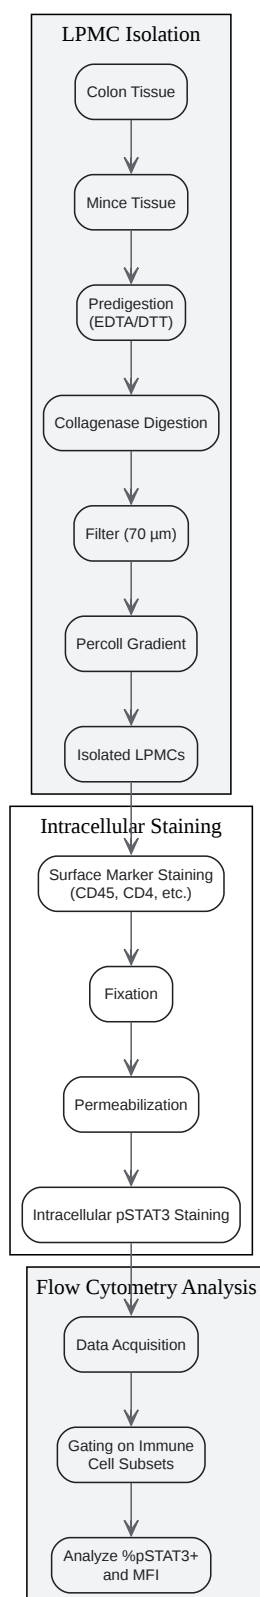 LPMC Isolation
Colon Tissue
Mince Tissue
Predigestion
(EDTA/DTT)
Collagenase Digestion
Filter (70 µm)
Percoll Gradient
Isolated LPMCs
Intracellular Staining
Surface Marker Staining
(CD45, CD4, etc.)
Fixation
Permeabilization
Intracellular pSTAT3 Staining
Flow Cytometry Analysis
Data Acquisition
Gating on Immune
Cell Subsets
Analyze %pSTAT3+
and MFI